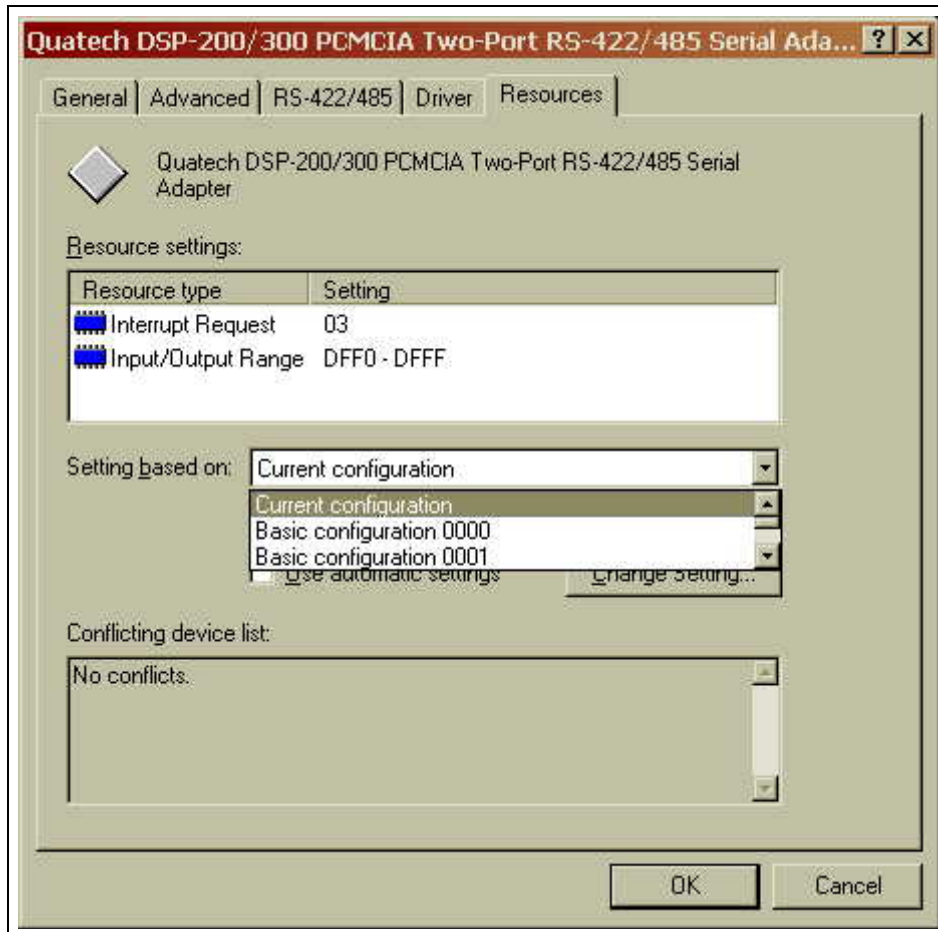 Quatech DSP-200/300 PCMCIA Two-Port RS-422/485 Serial Ada... ? ×
General Advanced RS-422/485 Driver Resources
Quatech DSP-200/300 PCMCIA Two-Port RS-422/485 Serial
Adapter
Resource settings:
Resource type Setting
Interrupt Request 03
Input/Output Range DFF0 - DFFF
Setting based on: Current configuration
Current configuration
Basic configuration 0000
Basic configuration 0001
Use automatic settings Change Setting...
Conflicting device list:
No conflicts.
OK Cancel